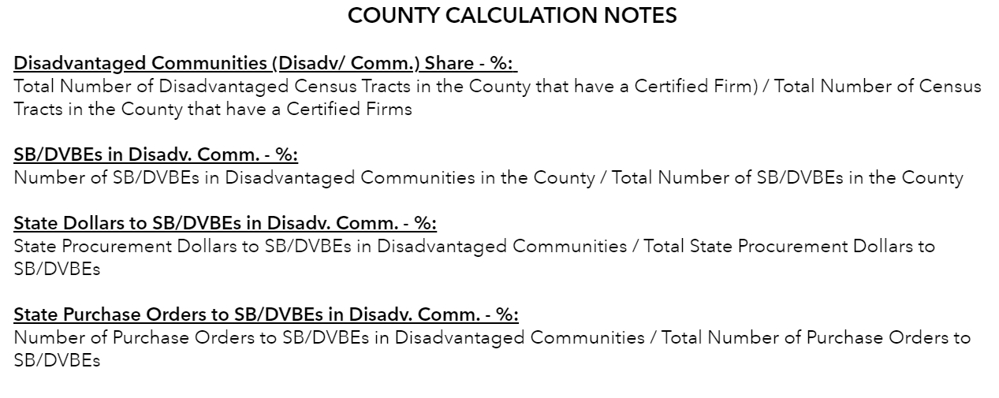 COUNTY CALCULATION NOTES
Disadvantaged Communities (Disadv/ Comm.) Share - %:
Total Number of Disadvantaged Census Tracts in the County that have a Certified Firm) / Total Number of Census
Tracts in the County that have a Certified Firms
SB/DVBEs in Disadv. Comm. - %:
Number of SB/DVBEs in Disadvantaged Communities in the County / Total Number of SB/DVBEs in the County
State Dollars to SB/DVBEs in Disadv. Comm. - %:
State Procurement Dollars to SB/DVBEs in Disadvantaged Communities / Total State Procurement Dollars to
SB/DVBEs
State Purchase Orders to SB/DVBEs in Disadv. Comm. - %:
Number of Purchase Orders to SB/DVBEs in Disadvantaged Communities / Total Number of Purchase Orders to
SB/DVBEs